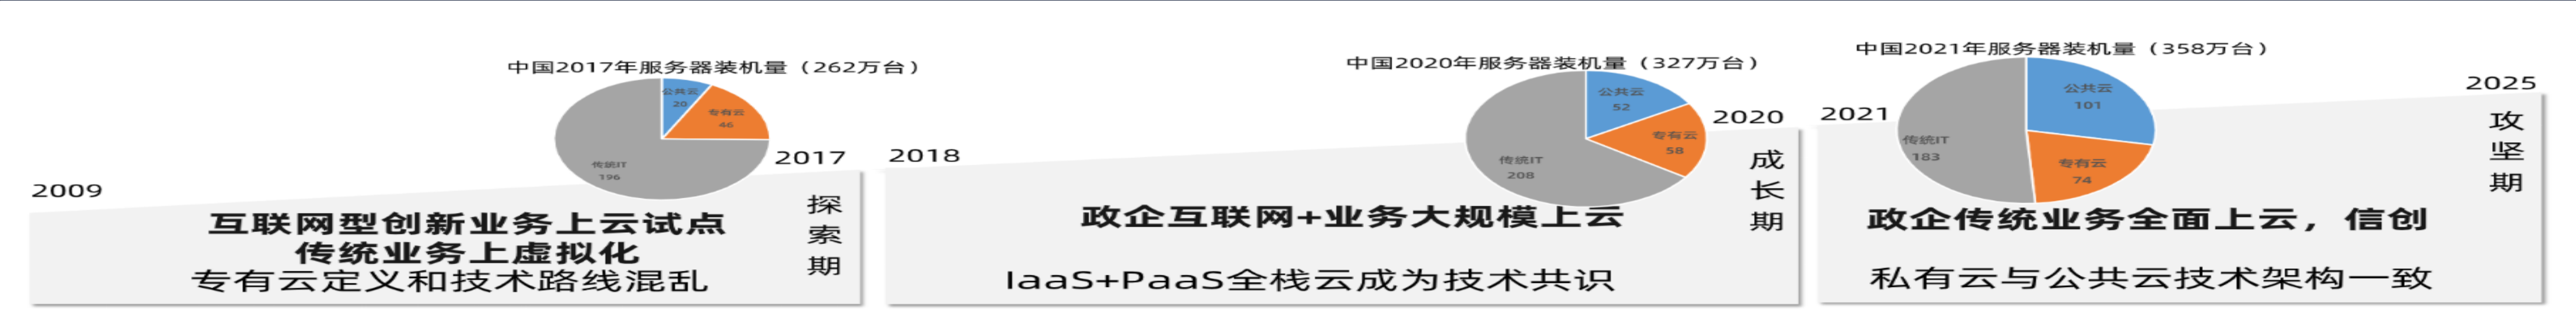 中国2017年服务器装机量（262万台）
公共云
20
专有云
46
传统IT
196
2009
2017
互联网型创新业务上云试点
传统业务上虚拟化
专有云定义和技术路线混乱
探
索
期
中国2020年服务器装机量（327万台）
公共云
52
专有云
58
传统IT
208
2018
2020
政企互联网+业务大规模上云
IaaS+PaaS全栈云成为技术共识
成
长
期
中国2021年服务器装机量（358万台）
公共云
101
专有云
74
传统IT
183
2021
2025
政企传统业务全面上云，信创
私有云与公共云技术架构一致
攻
坚
期